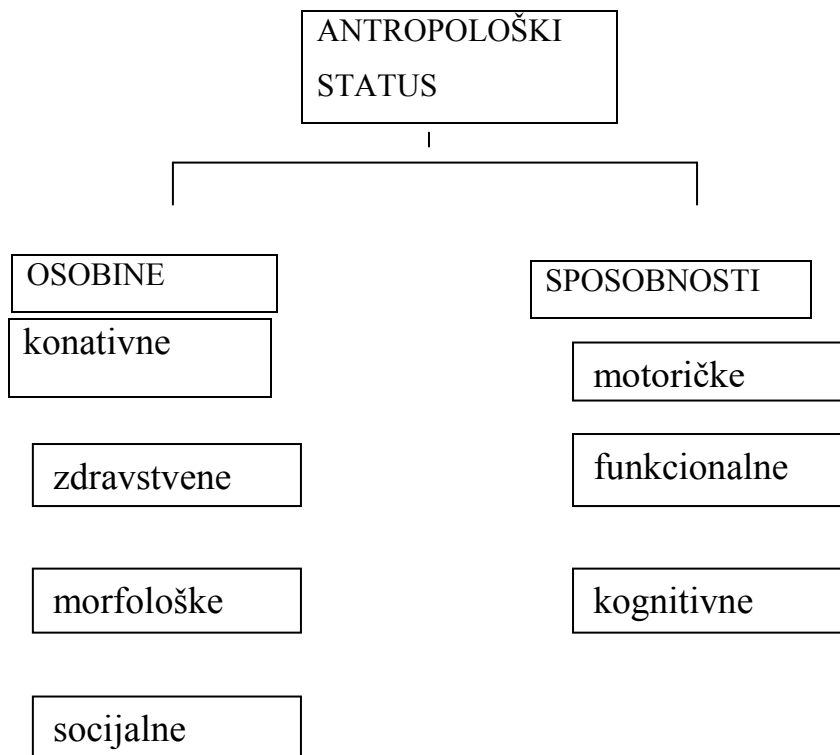 ANTROPOLOŠKI
STATUS
OSOBINE
konativne
zdravstvene
morfološke
socijalne
SPOSOBNOSTI
motoričke
funkcionalne
kognitivne